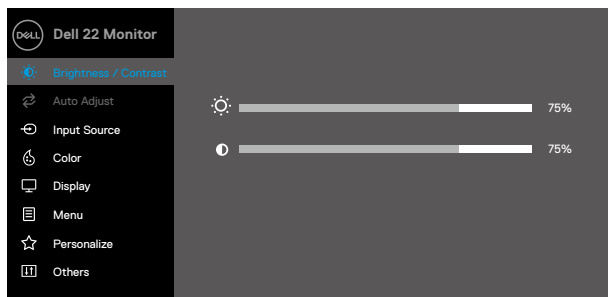 DELL Dell 22 Monitor
Brightness / Contrast
Auto Adjust
75%
Input Source
Color
75%
Display
Menu
Personalize
Others